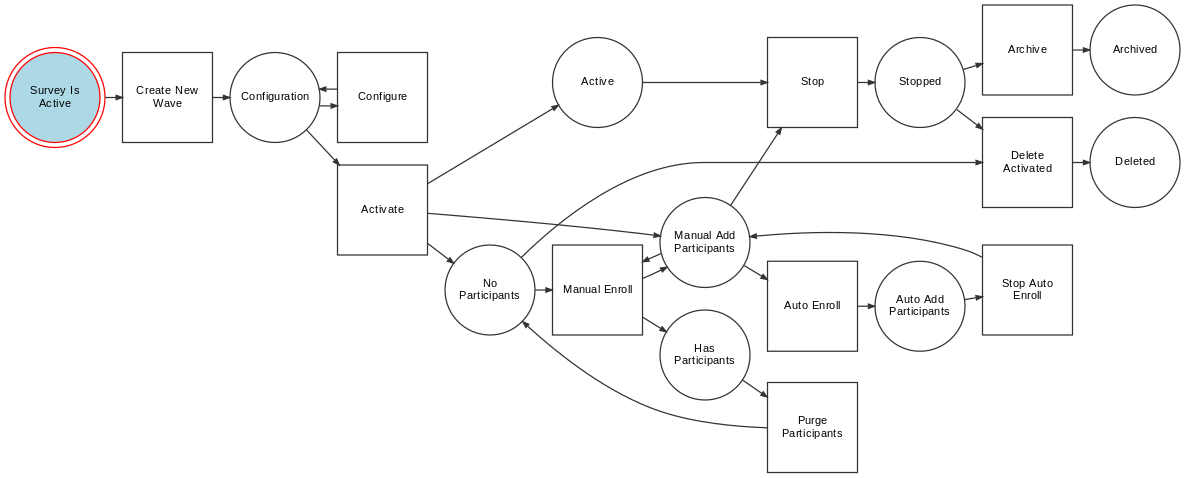 Survey Is
Active
Create New
Wave
Configuration
Configure
Activate
Active
Stop
Stopped
Archive
Archived
Delete
Activated
Deleted
No
Participants
Manual Enroll
Manual Add
Participants
Has
Participants
Auto Enroll
Auto Add
Participants
Stop Auto
Enroll
Purge
Participants